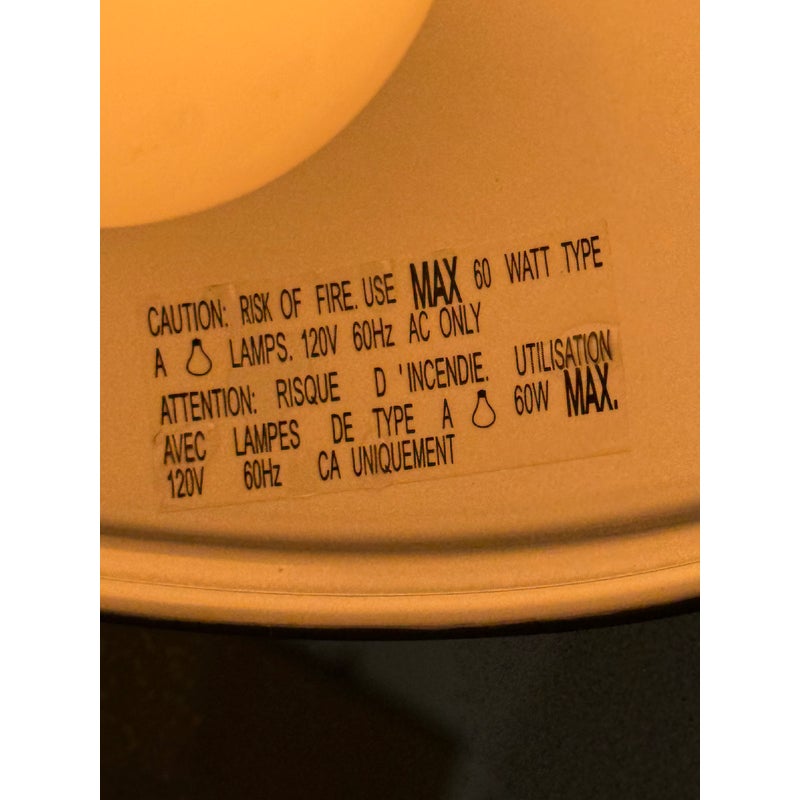 CAUTION: RISK OF FIRE. USE MAX 60 WATT TYPE
A LAMPS. 120V 60Hz AC ONLY
ATTENTION: RISQUE D 'INCENDIE. UTILISATION
AVEC LAMPES DE TYPE A 60W MAX.
120V 60Hz CA UNIQUEMENT